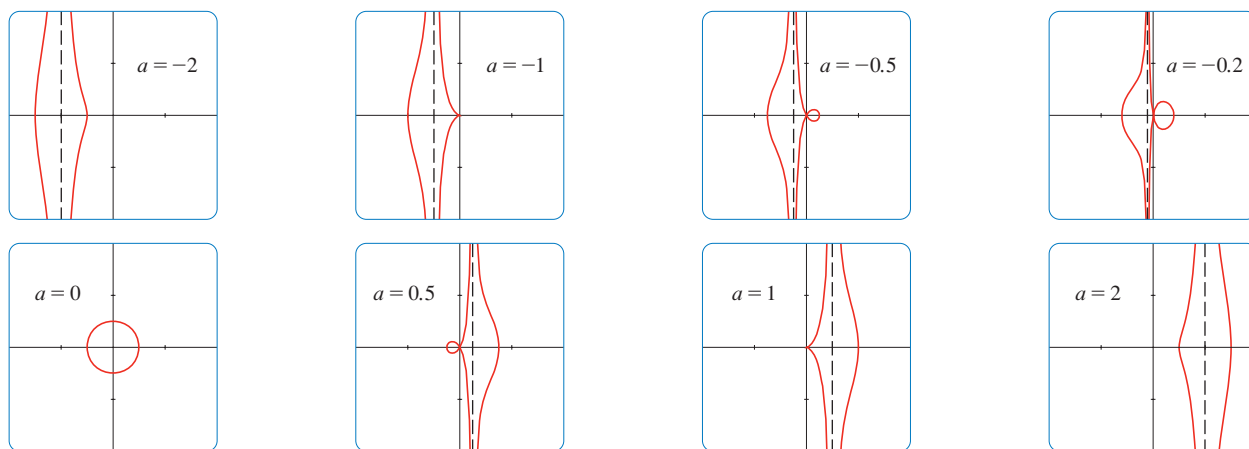 a = −2
a = −1
a = −0.5
a = −0.2
a = 0
a = 0.5
a = 1
a = 2